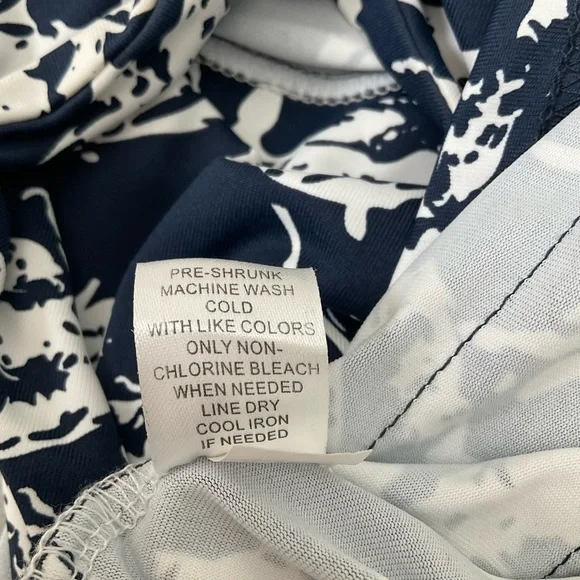 PRE-SHRUNK
MACHINE WASH
COLD
WITH LIKE COLORS
ONLY NON-
CHLORINE BLEACH
WHEN NEEDED
LINE DRY
COOL IRON
IF NEEDED